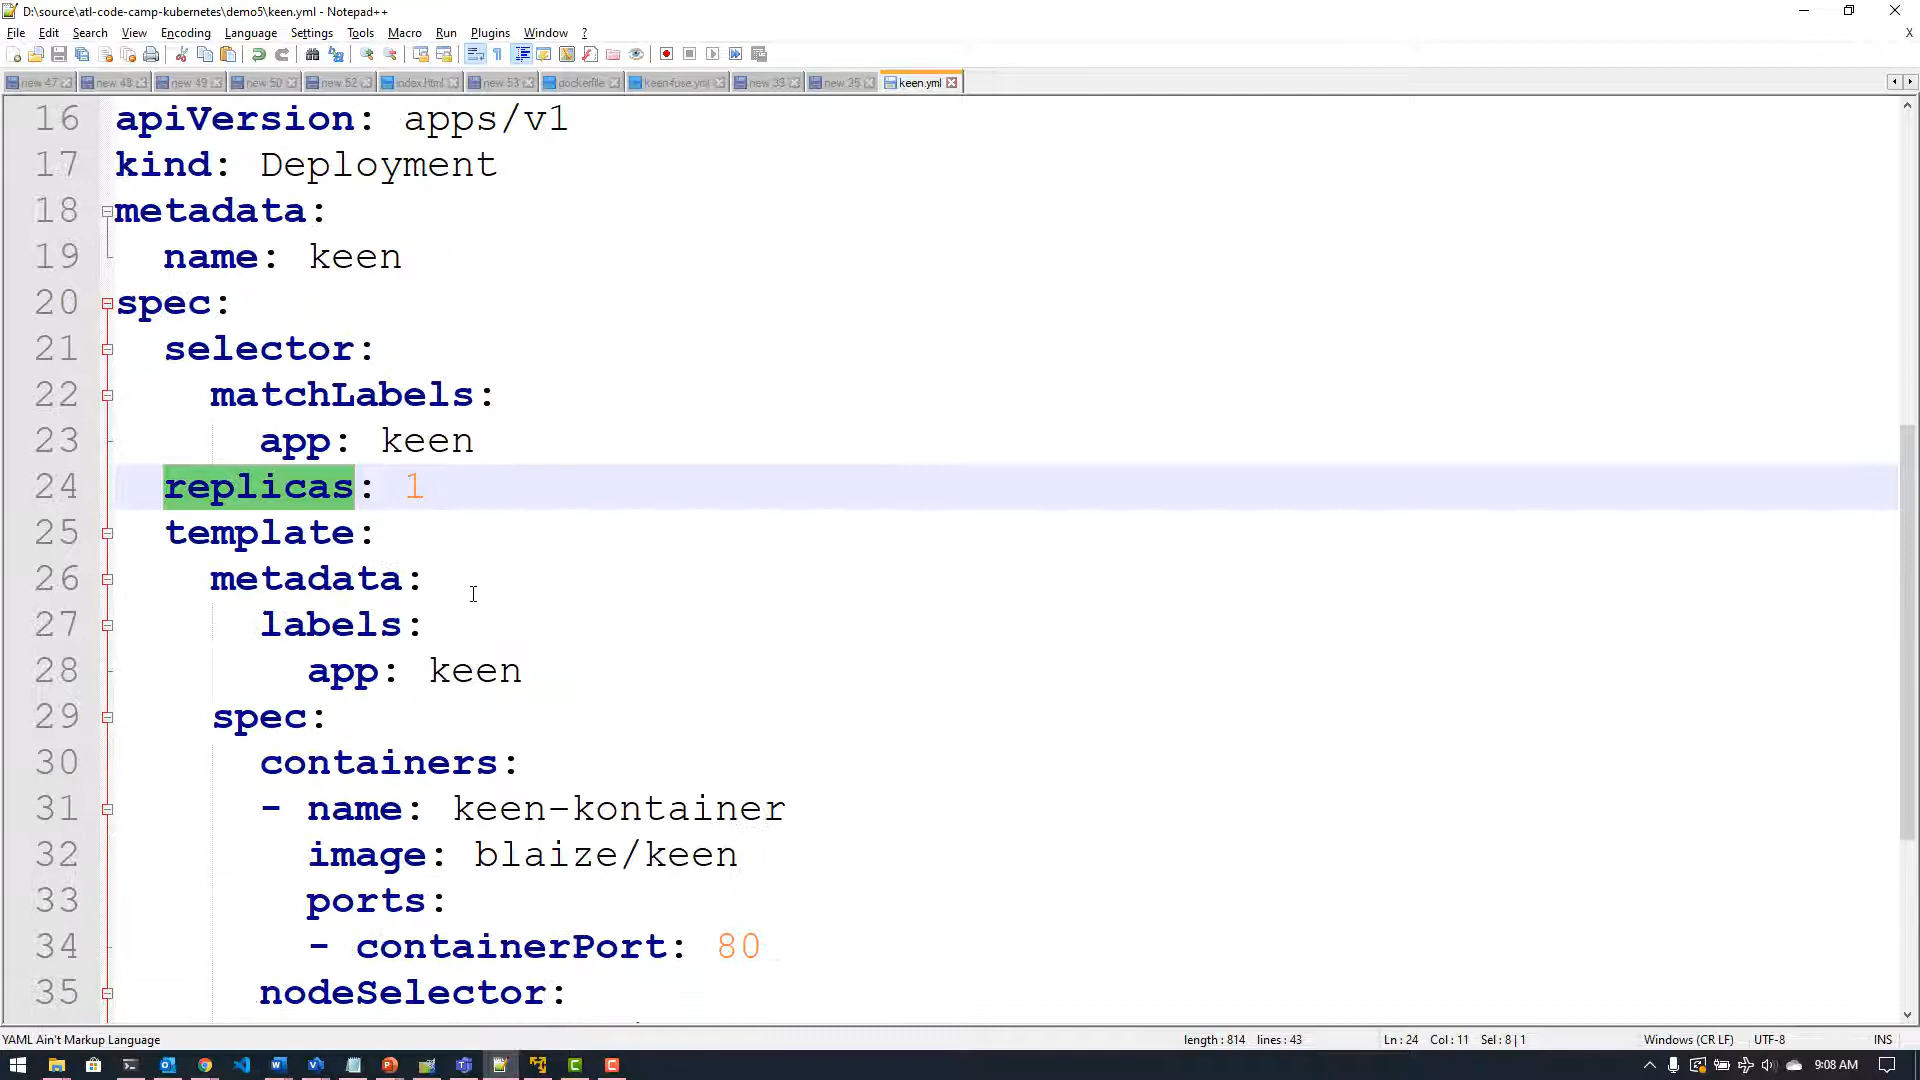 D:\source\atl-code-camp-kubernetes\demo5\keen.yml - Notepad++
File Edit Search View Encoding Language Settings Tools Macro Run Plugins Window ? X
new 47 new 48 new 49 new 50 new 52 index.html new 53 dockerfile keen-fuse.yml new 33 new 35 keen.yml
16 apiVersion: apps/v1
17 kind: Deployment
18 metadata:
19 name: keen
20 spec:
21 selector:
22 matchLabels:
23 app: keen
24 replicas: 1
25 template:
26 metadata:
27 labels:
28 app: keen
29 spec:
30 containers:
31 - name: keen-kontainer
32 image: blaize/keen
33 ports:
34 - containerPort: 80
35 nodeSelector:
YAML Ain't Markup Language length : 814 lines : 43 Ln : 24 Col : 11 Sel : 8 | 1 Windows (CR LF) UTF-8 INS
9:08 AM